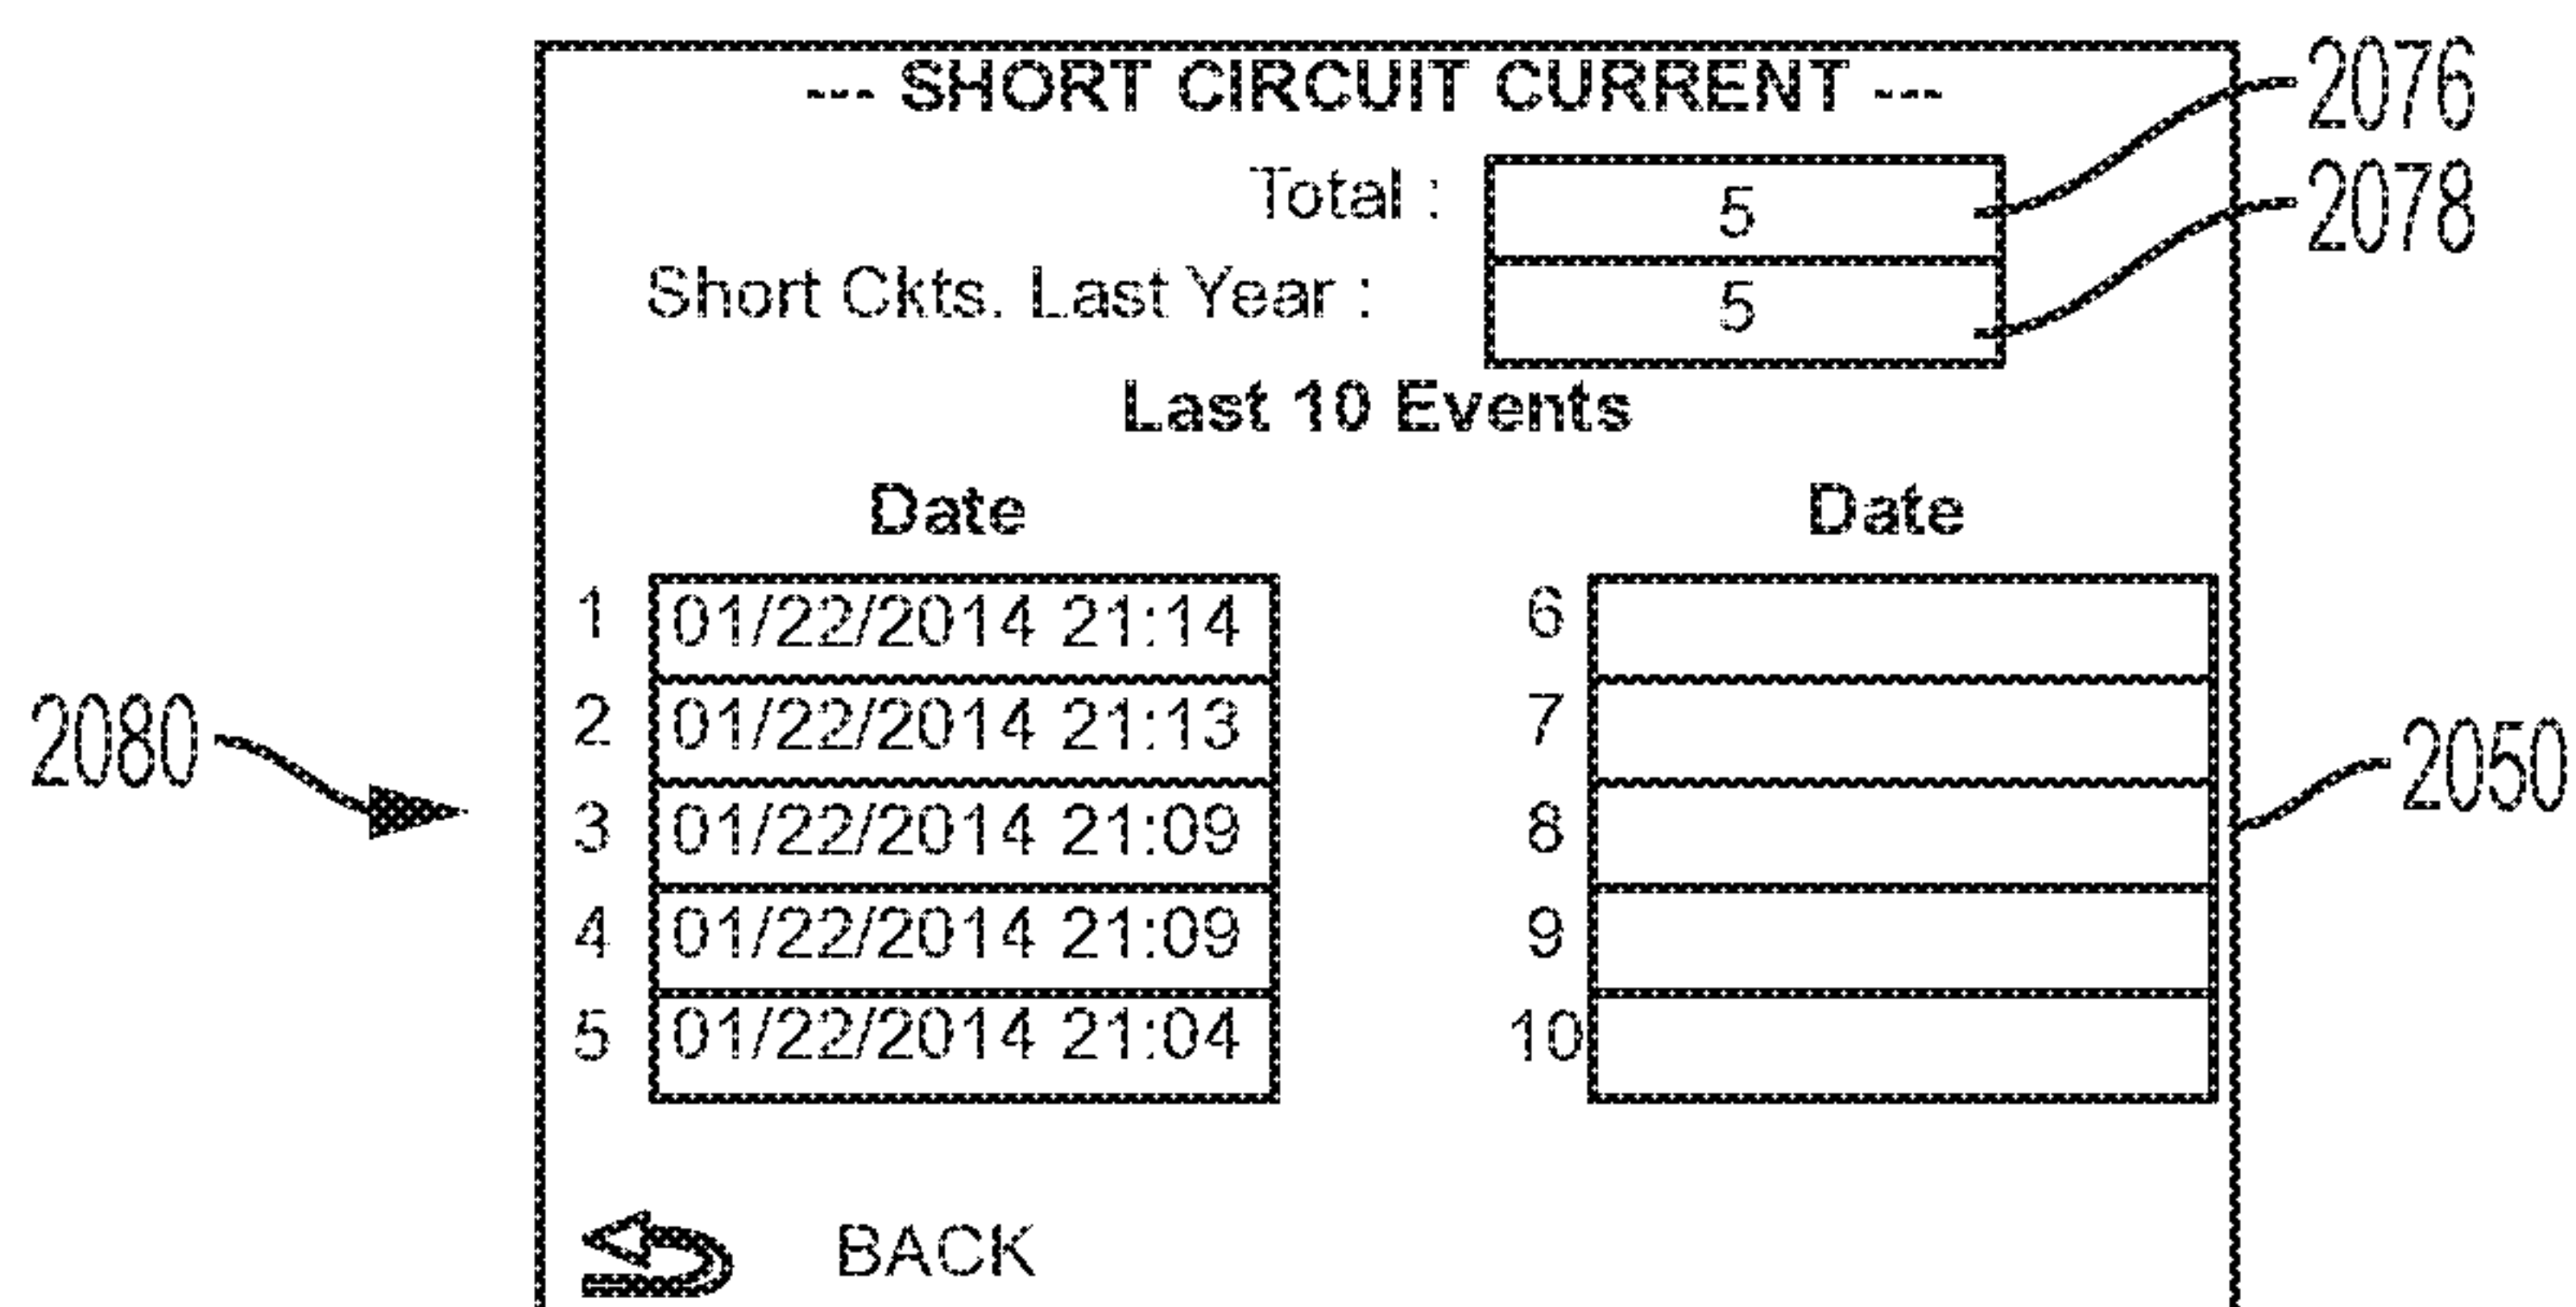 --- SHORT CIRCUIT CURRENT ---
2076
Total : 5
2078
Short Ckts. Last Year : 5
Last 10 Events
Date Date
1 01/22/2014 21:14 6
2 01/22/2014 21:13 7
2080
2050
3 01/22/2014 21:09 8
4 01/22/2014 21:09 9
5 01/22/2014 21:04 10
BACK